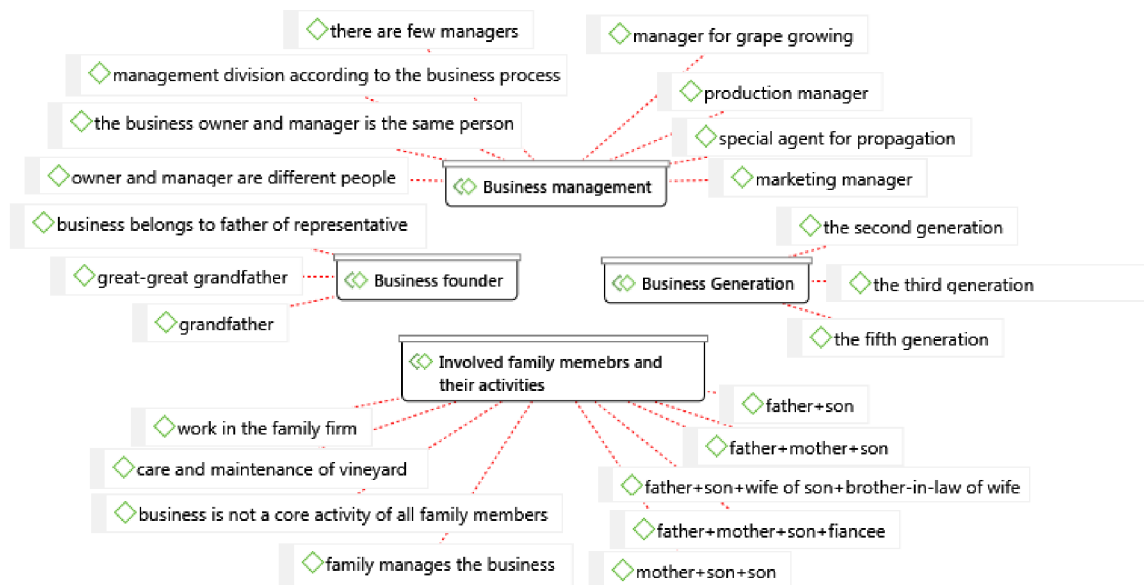 there are few managers
manager for grape growing
management division according to the business process
production manager
the business owner and manager is the same person
special agent for propagation
owner and manager are different people
Business management
marketing manager
business belongs to father of representative
the second generation
great-great grandfather
Business founder
Business Generation
the third generation
grandfather
the fifth generation
Involved family memebrs and
their activities
father+son
work in the family firm
father+mother+son
care and maintenance of vineyard
father+son+wife of son+brother-in-law of wife
business is not a core activity of all family members
father+mother+son+fiancee
family manages the business
mother+son+son